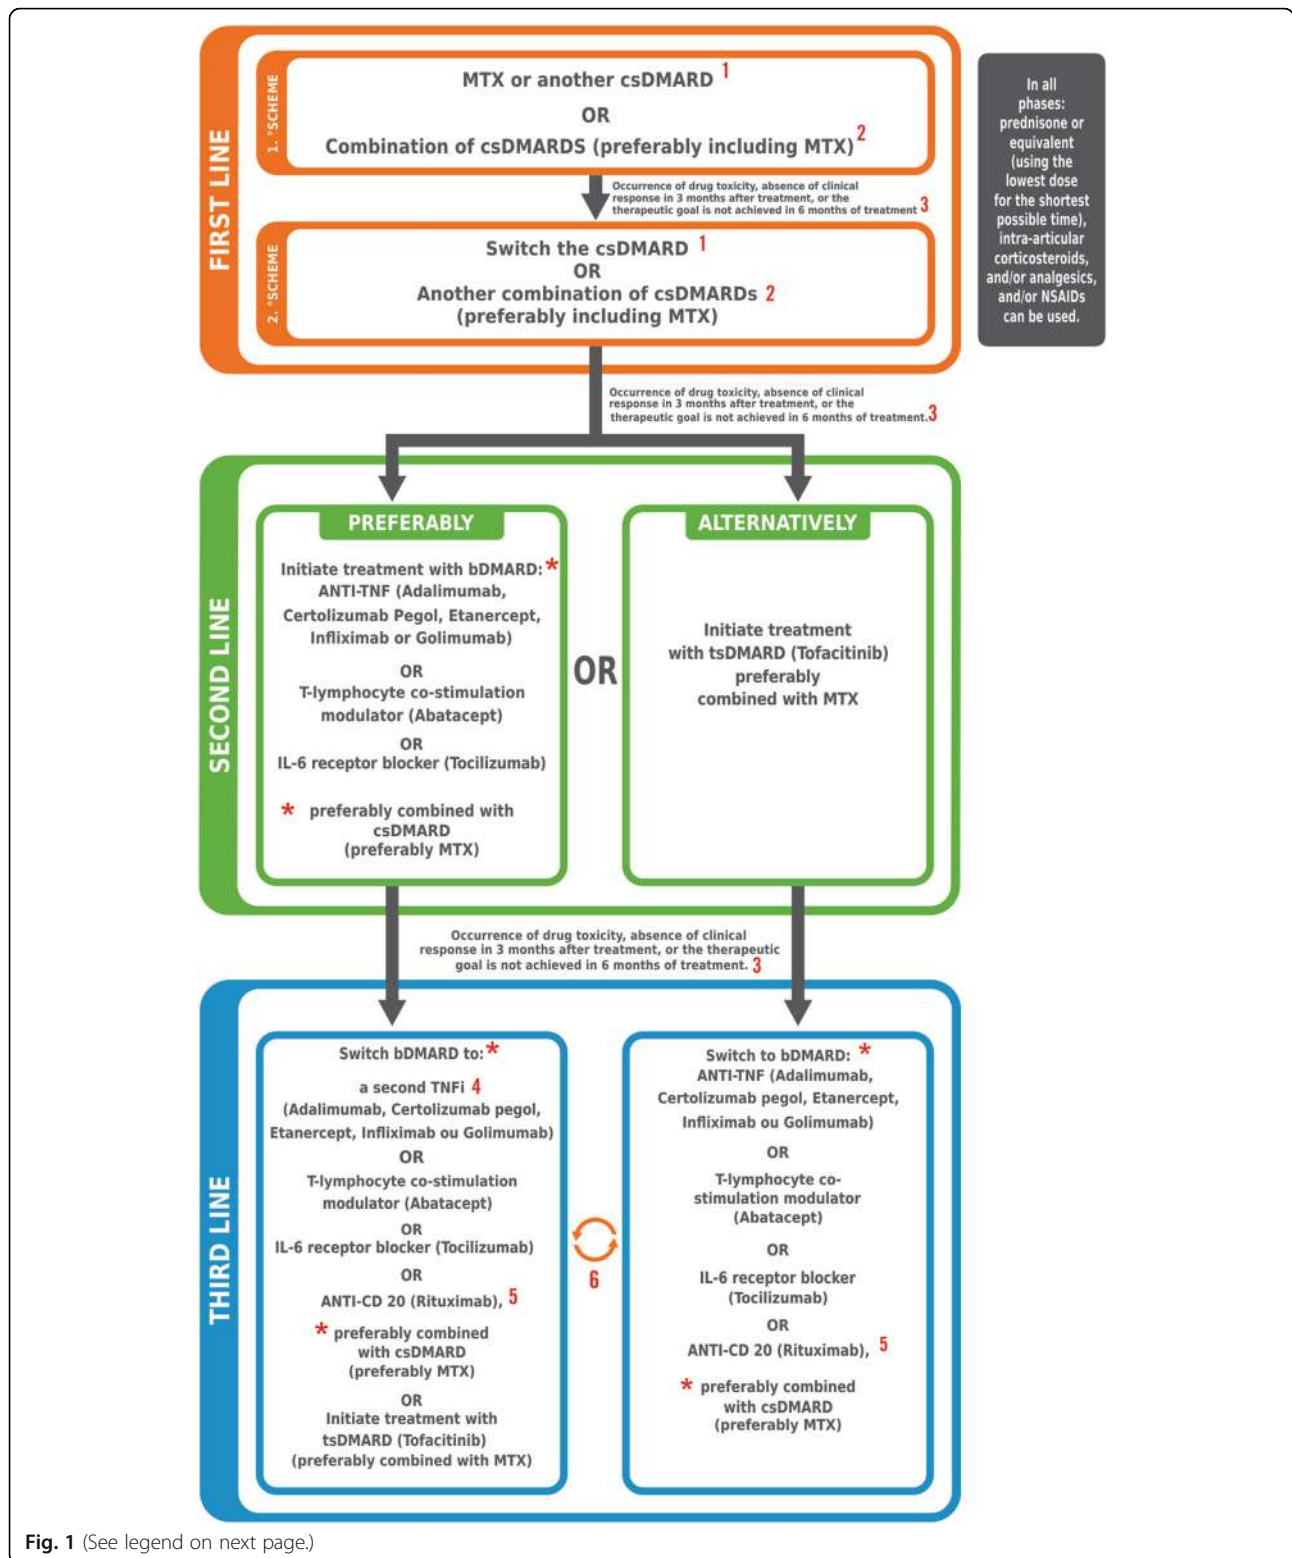 FIRST LINE
1. °SCHEME
MTX or another csDMARD 1
OR
Combination of csDMARDS (preferably including MTX) 2
Occurrence of drug toxicity, absence of clinical
response in 3 months after treatment, or the
therapeutic goal is not achieved in 6 months of treatment 3
2. °SCHEME
Switch the csDMARD 1
OR
Another combination of csDMARDs 2
(preferably including MTX)
In all
phases:
prednisone or
equivalent
(using the
lowest dose
for the shortest
possible time),
intra-articular
corticosteroids,
and/or analgesics,
and/or NSAIDs
can be used.
Occurrence of drug toxicity, absence of clinical
response in 3 months after treatment, or the
therapeutic goal is not achieved in 6 months of treatment. 3
SECOND LINE
PREFERABLY
Initiate treatment with bDMARD: *
ANTI-TNF (Adalimumab,
Certolizumab Pegol, Etanercept,
Infliximab or Golimumab)
OR
T-lymphocyte co-stimulation
modulator (Abatacept)
OR
IL-6 receptor blocker (Tocilizumab)
* preferably combined with
csDMARD
(preferably MTX)
OR
ALTERNATIVELY
Initiate treatment
with tsDMARD (Tofacitinib)
preferably
combined with MTX
Occurrence of drug toxicity, absence of clinical
response in 3 months after treatment, or the therapeutic
goal is not achieved in 6 months of treatment. 3
THIRD LINE
Switch bDMARD to: *
a second TNFi 4
(Adalimumab, Certolizumab pegol,
Etanercept, Infliximab ou Golimumab)
OR
T-lymphocyte co-stimulation
modulator (Abatacept)
OR
IL-6 receptor blocker (Tocilizumab)
OR
ANTI-CD 20 (Rituximab), 5
* preferably combined
with csDMARD
(preferably MTX)
OR
Initiate treatment with
tsDMARD (Tofacitinib)
(preferably combined with MTX)
6
Switch to bDMARD: *
ANTI-TNF (Adalimumab,
Certolizumab pegol, Etanercept,
Infliximab ou Golimumab)
OR
T-lymphocyte co-
stimulation modulator
(Abatacept)
OR
IL-6 receptor blocker
(Tocilizumab)
OR
ANTI-CD 20 (Rituximab), 5
* preferably combined
with csDMARD
(preferably MTX)
Fig. 1 (See legend on next page.)